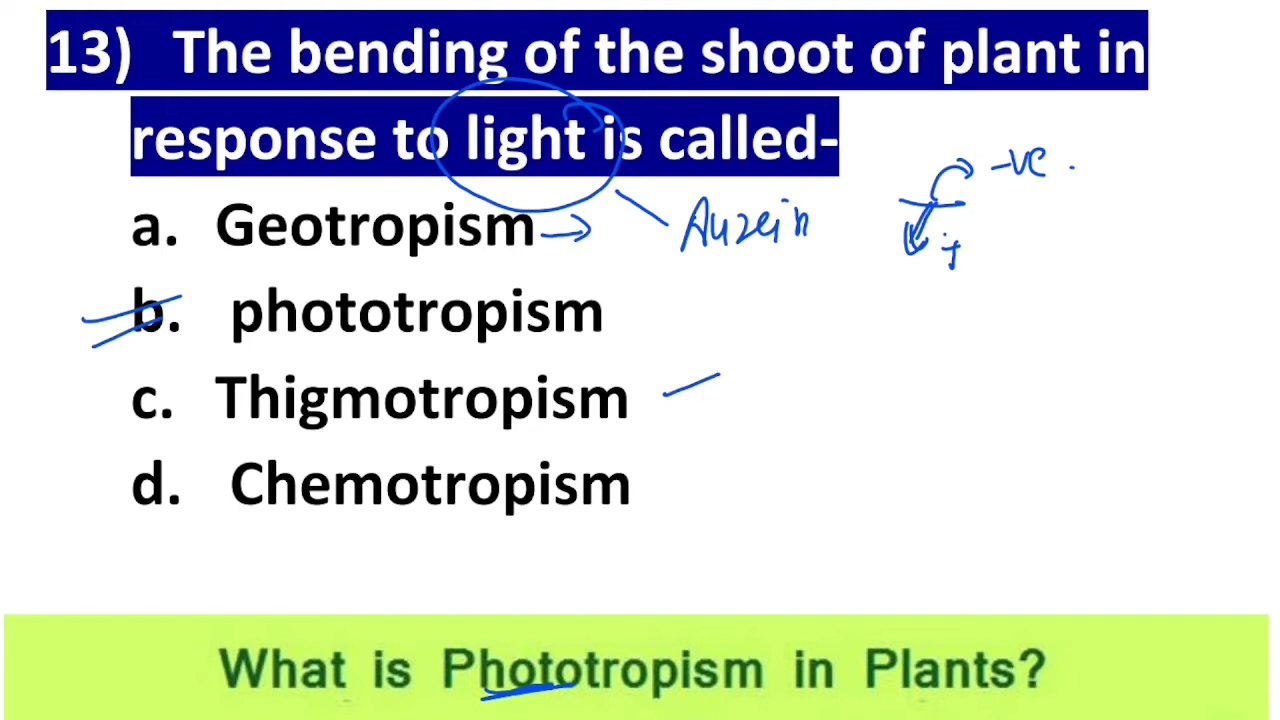 13) The bending of the shoot of plant in
response to light is called-
a. Geotropism
Auxein
-ve
+
b. phototropism
c. Thigmotropism
d. Chemotropism
What is Phototropism in Plants?